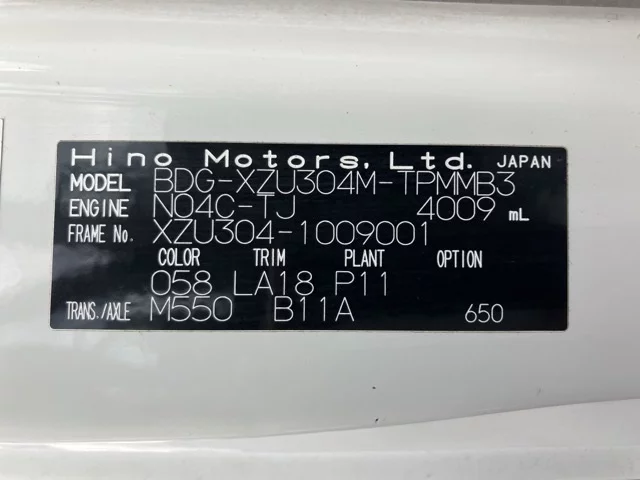 Hino Motors, Ltd. JAPAN
MODEL BDG-XZU304M-TPMMB3
ENGINE N04C-TJ 4009 mL
FRAME No. XZU304-1009001
COLOR TRIM PLANT OPTION
058 LA18 P11
TRANS./AXLE M550 B11A 650